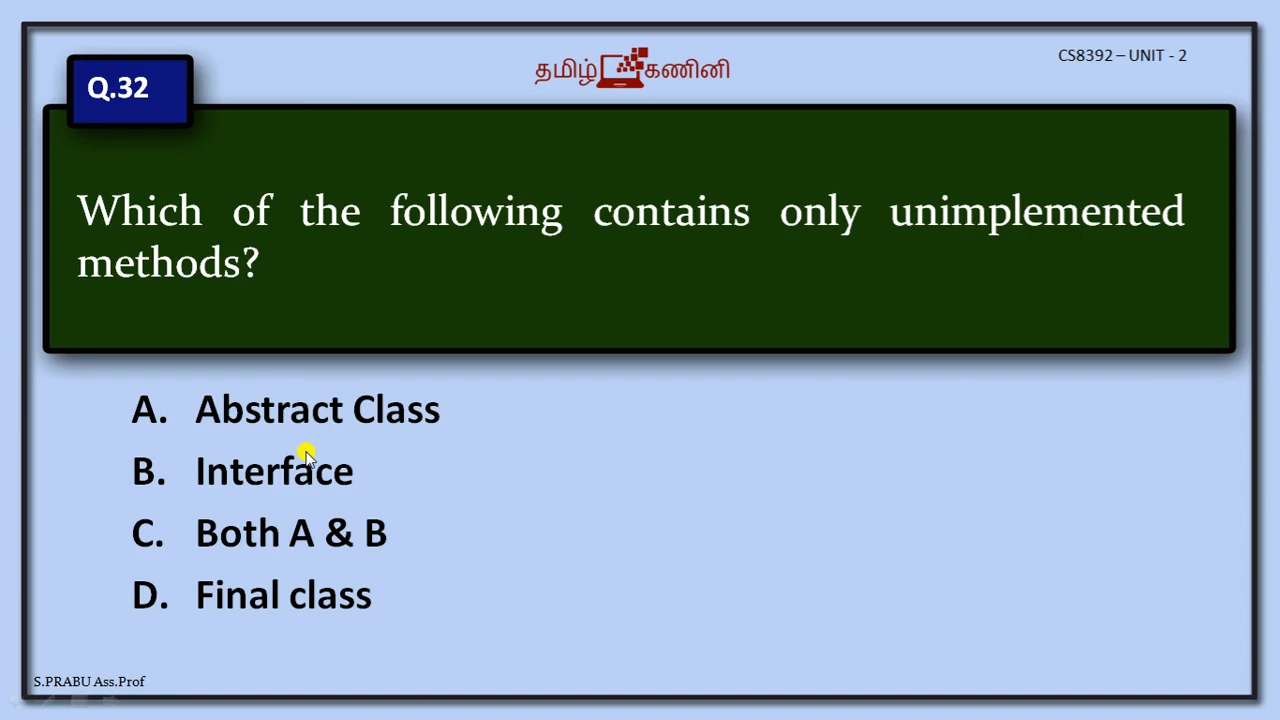 Q.32
தமிழ் கணினி
CS8392 – UNIT - 2
Which of the following contains only unimplemented
methods?
A. Abstract Class
B. Interface
C. Both A & B
D. Final class
S.PRABU Ass.Prof